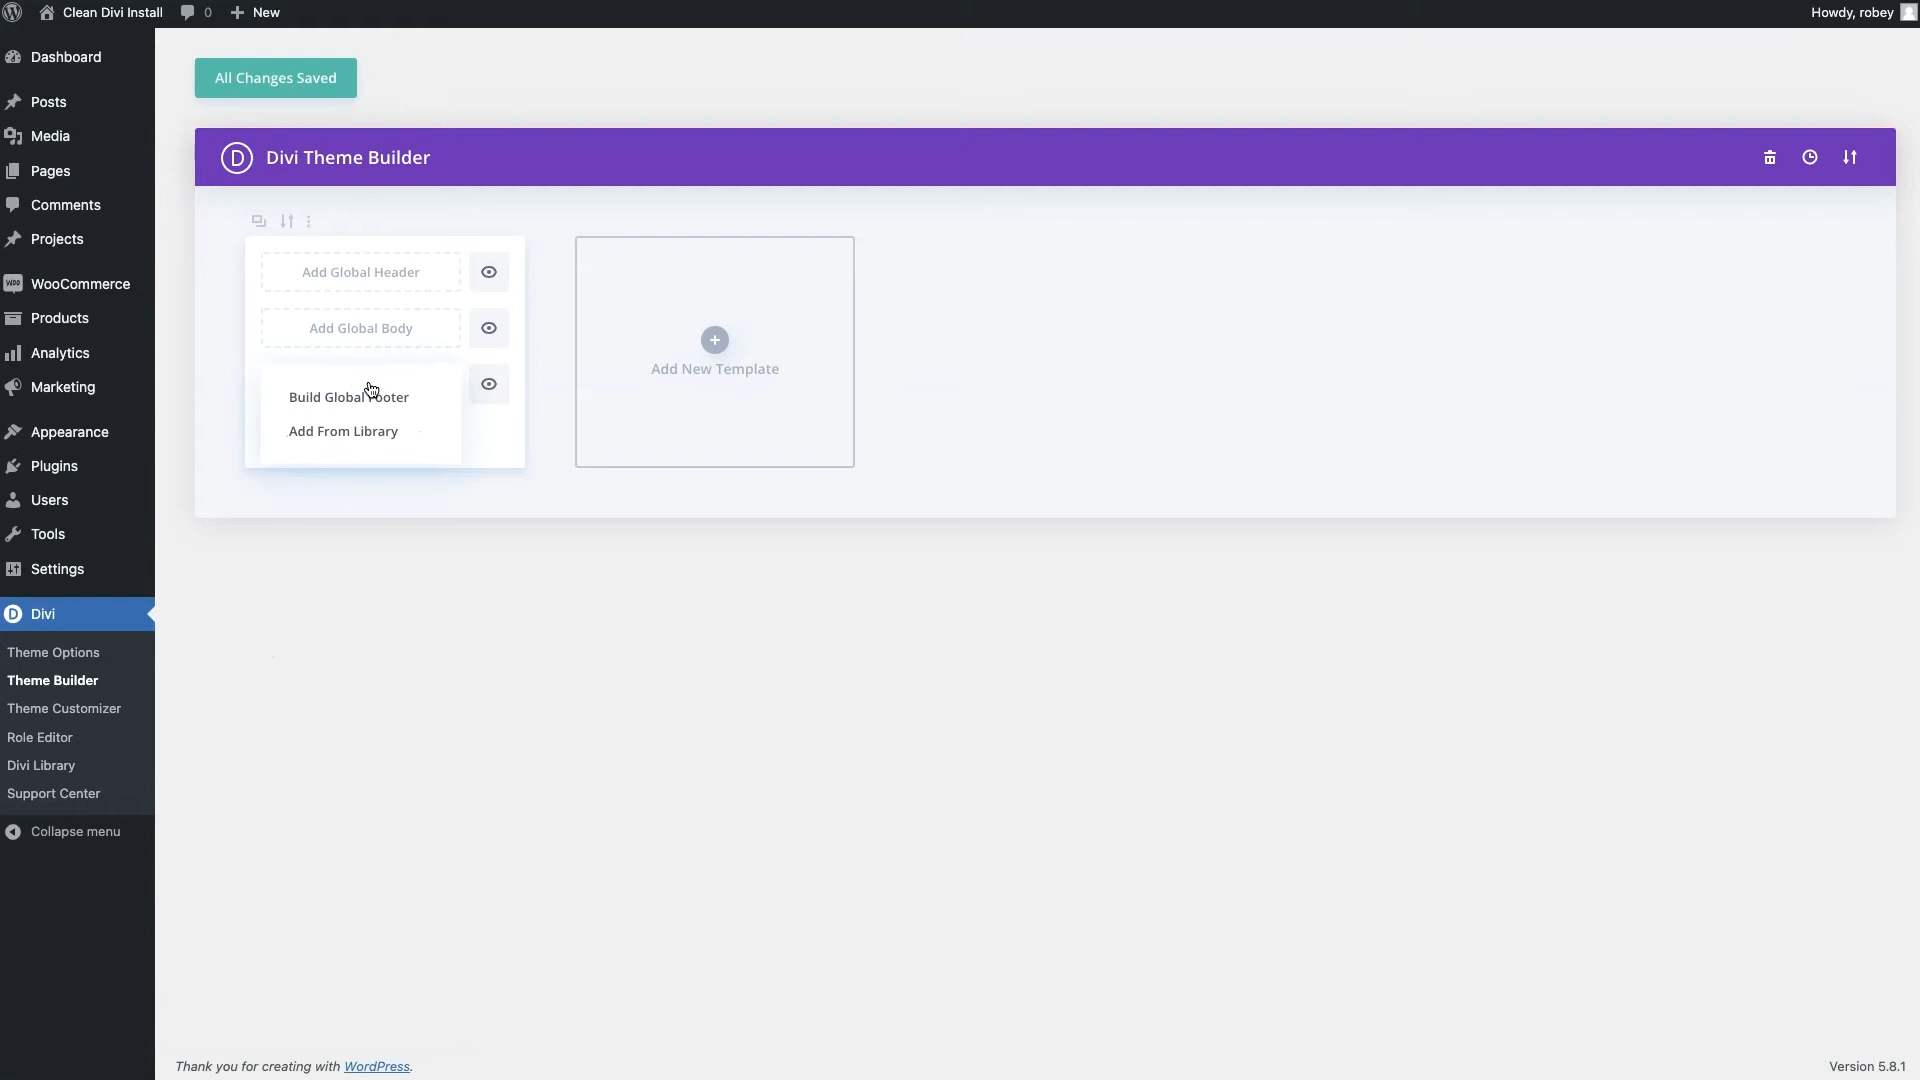 Clean Divi Install
0
New
Howdy, robey
Dashboard
Posts
Media
Pages
Comments
Projects
WooCommerce
Products
Analytics
Marketing
Appearance
Plugins
Users
Tools
Settings
Divi
Theme Options
Theme Builder
Theme Customizer
Role Editor
Divi Library
Support Center
Collapse menu
All Changes Saved
D
Divi Theme Builder
Add Global Header
Add Global Body
Build Global Footer
Add From Library
Add New Template
Thank you for creating with WordPress.
Version 5.8.1